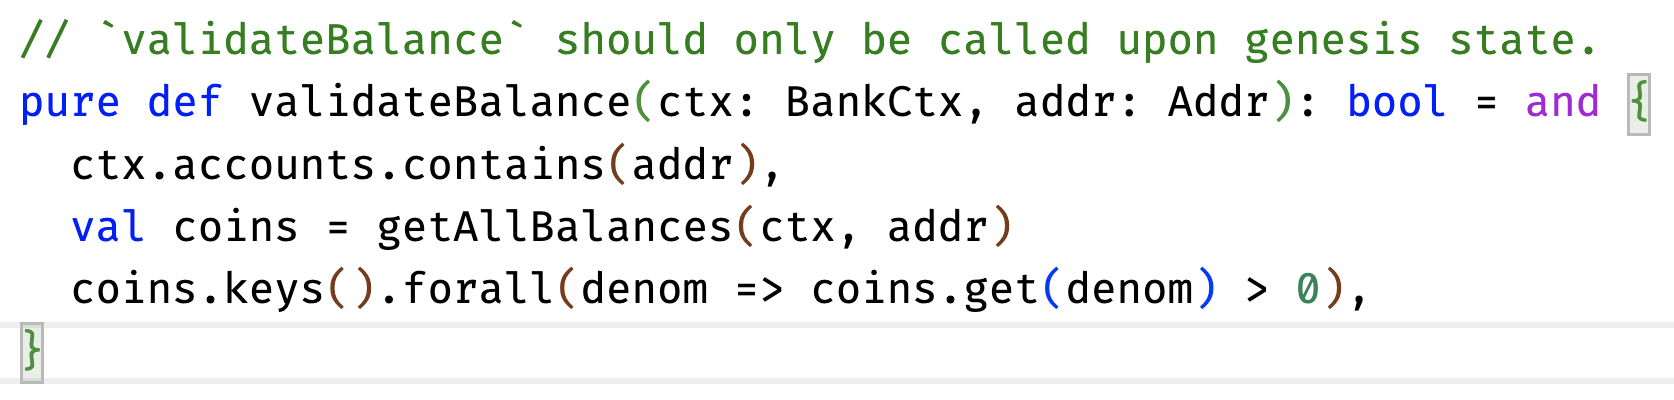 // `validateBalance` should only be called upon genesis state.
pure def validateBalance(ctx: BankCtx, addr: Addr): bool = and {
  ctx.accounts.contains(addr),
  val coins = getAllBalances(ctx, addr)
  coins.keys().forall(denom => coins.get(denom) > 0),
}